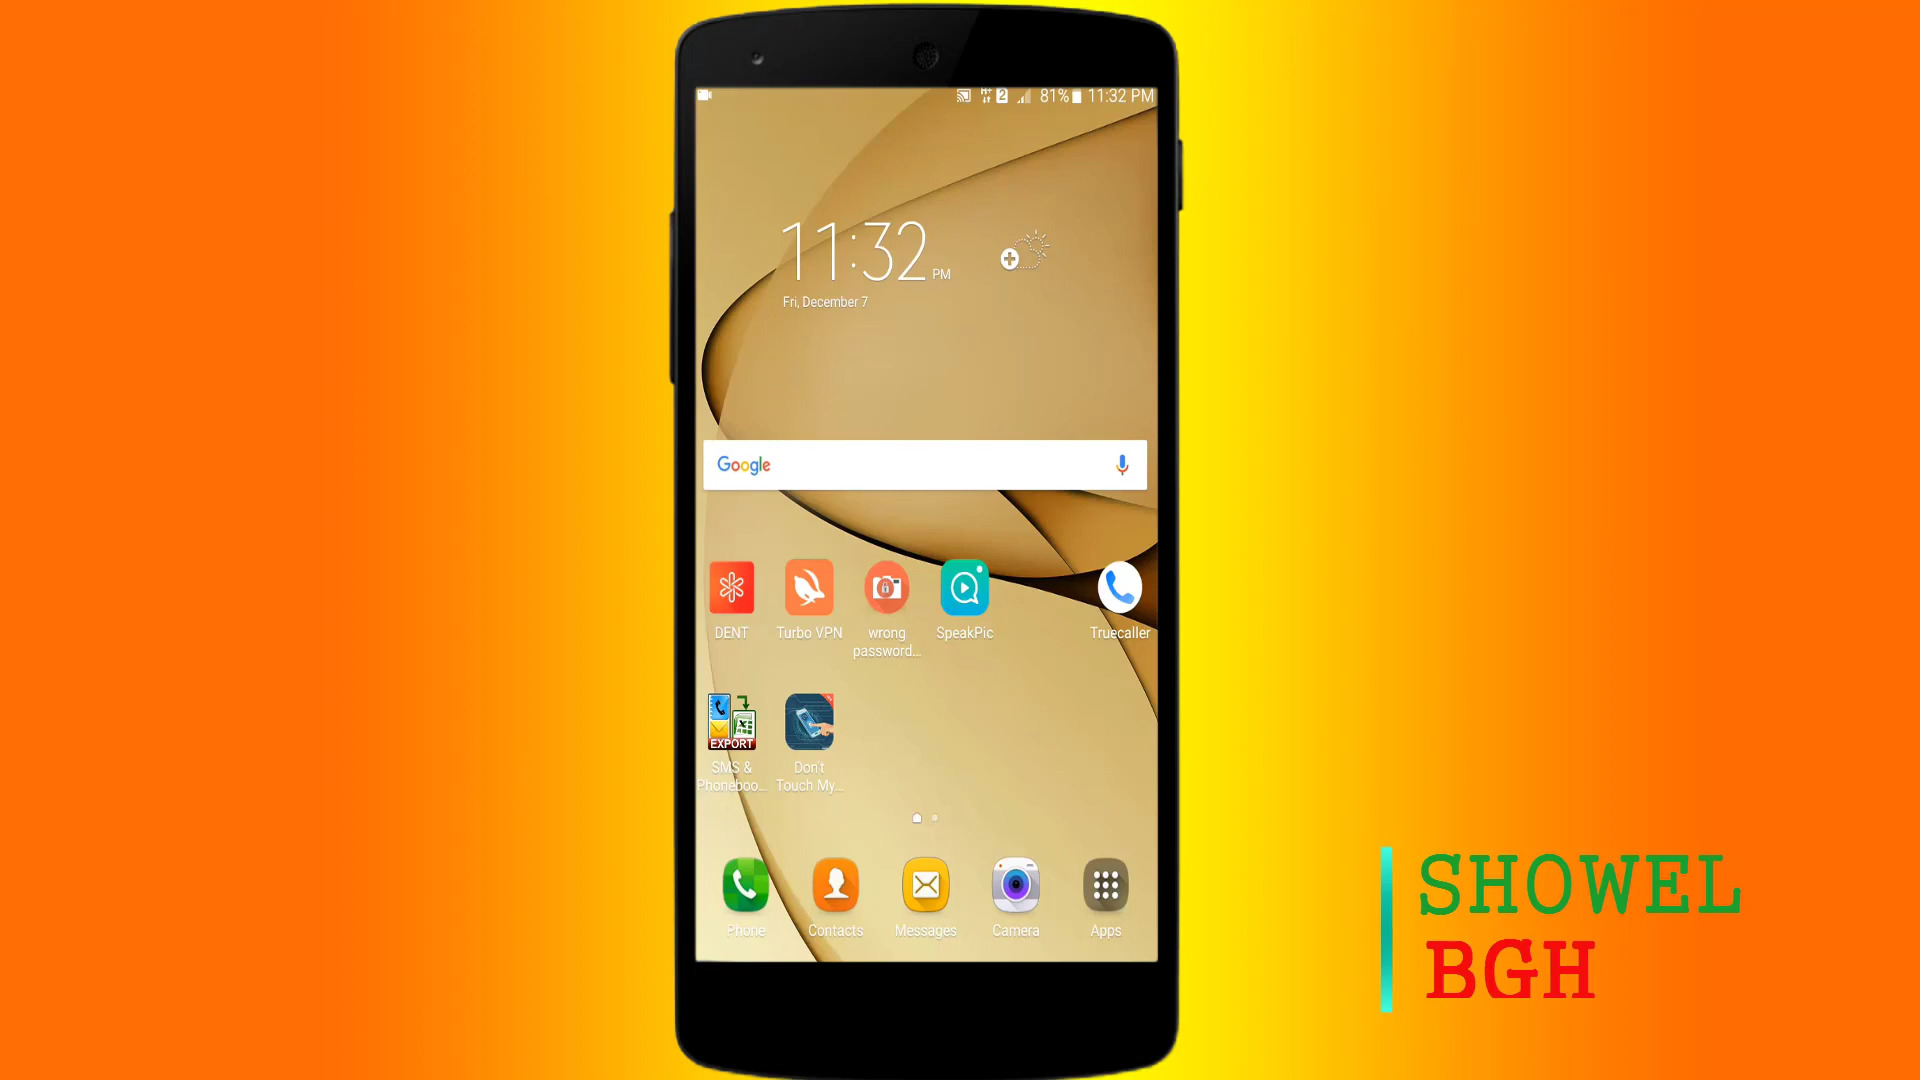 2 81% 11:32 PM
11:32 PM
Fri, December 7
Google
DENT
Turbo VPN
wrong
password...
SpeakPic
Truecaller
EXPORT
SMS &
Phoneboo...
Don't
Touch My...
Phone
Contacts
Messages
Camera
Apps
SHOWEL
BGH